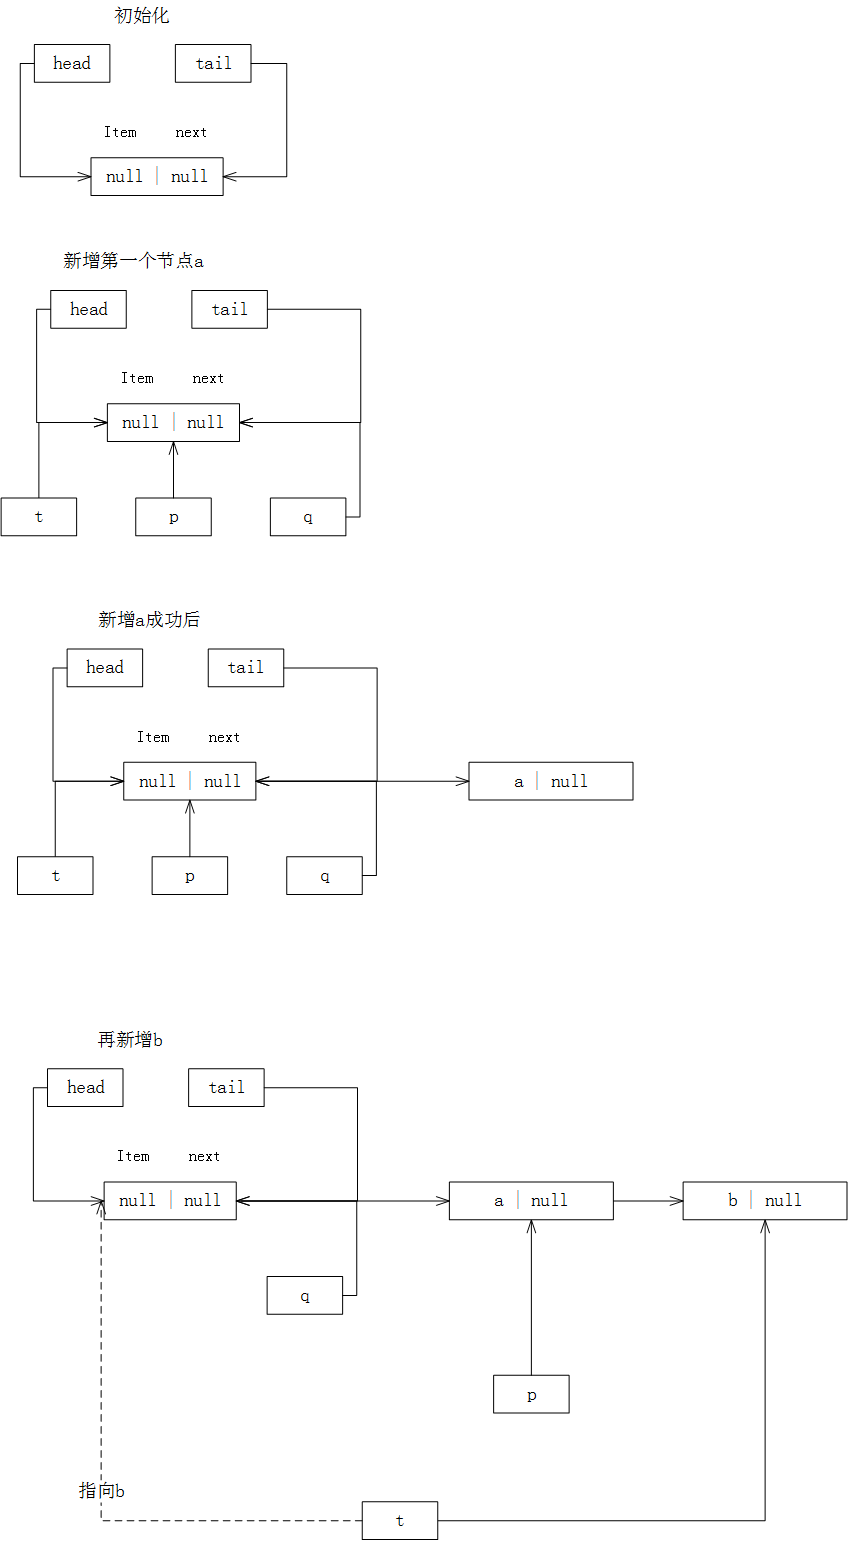 初始化
head tail
Item next
null | null
新增第一个节点a
head tail
Item next
null | null
t p q
新增a成功后
head tail
Item next
null | null a | null
t p q
再新增b
head tail
Item next
null | null a | null b | null
q
p
指向b
t